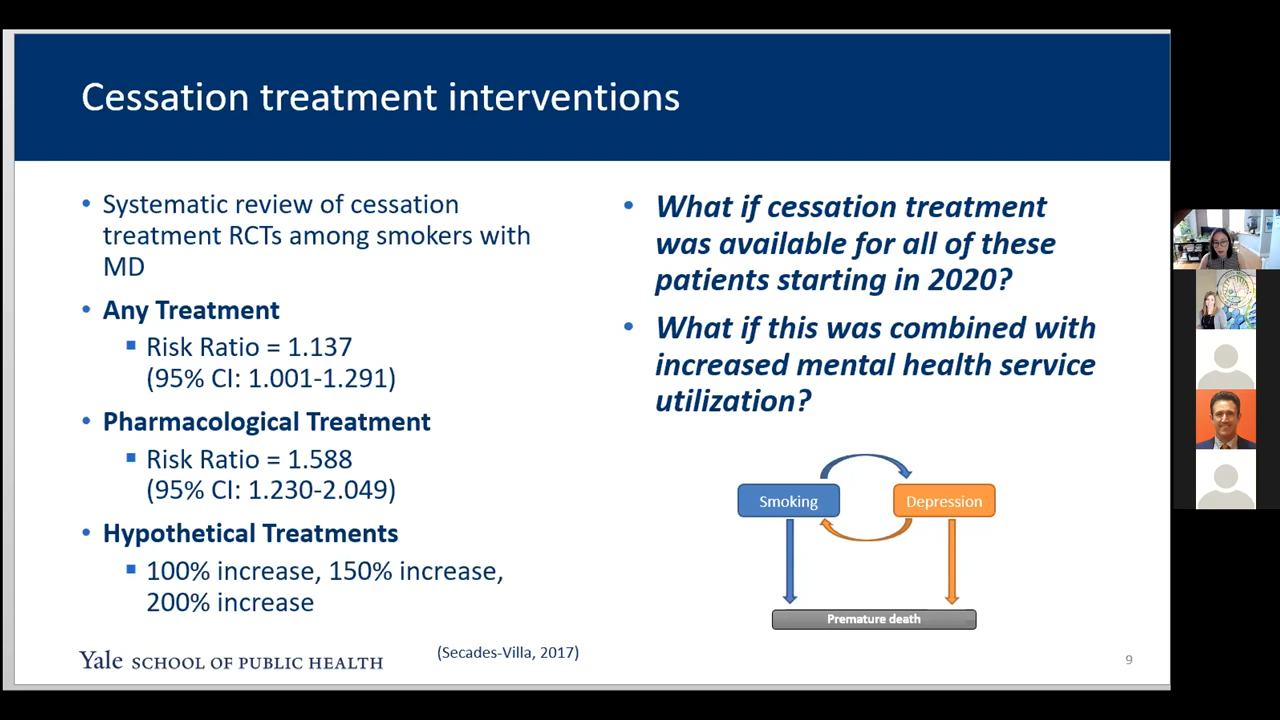 Cessation treatment interventions
• Systematic review of cessation
treatment RCTs among smokers with
MD
• Any Treatment
▪ Risk Ratio = 1.137
(95% CI: 1.001-1.291)
• Pharmacological Treatment
▪ Risk Ratio = 1.588
(95% CI: 1.230-2.049)
• Hypothetical Treatments
▪ 100% increase, 150% increase,
200% increase
• What if cessation treatment
was available for all of these
patients starting in 2020?
• What if this was combined with
increased mental health service
utilization?
Smoking
Depression
Premature death
Yale SCHOOL OF PUBLIC HEALTH
(Secades-Villa, 2017)
9